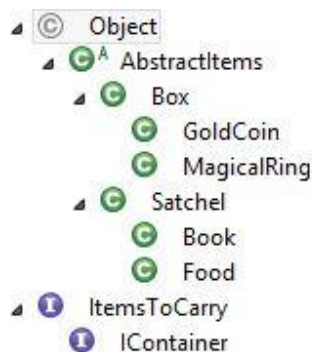 C Object
C A AbstractItems
C Box
C GoldCoin
C MagicalRing
C Satchel
C Book
C Food
I ItemsToCarry
I IContainer